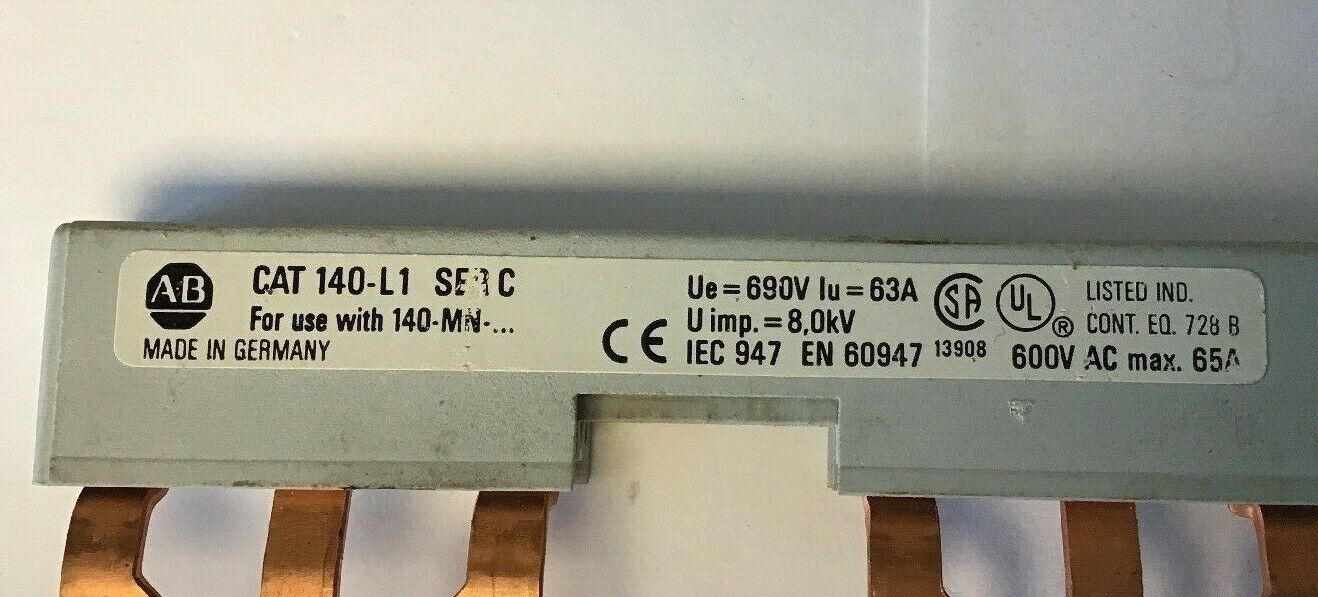 AB
CAT 140-L1 SER C
For use with 140-MN-...
MADE IN GERMANY
CE
Ue = 690V Iu = 63A
U imp. = 8,0kV
IEC 947 EN 60947
SA
13908
UL ®
LISTED IND.
CONT. EQ. 728 B
600V AC max. 65A